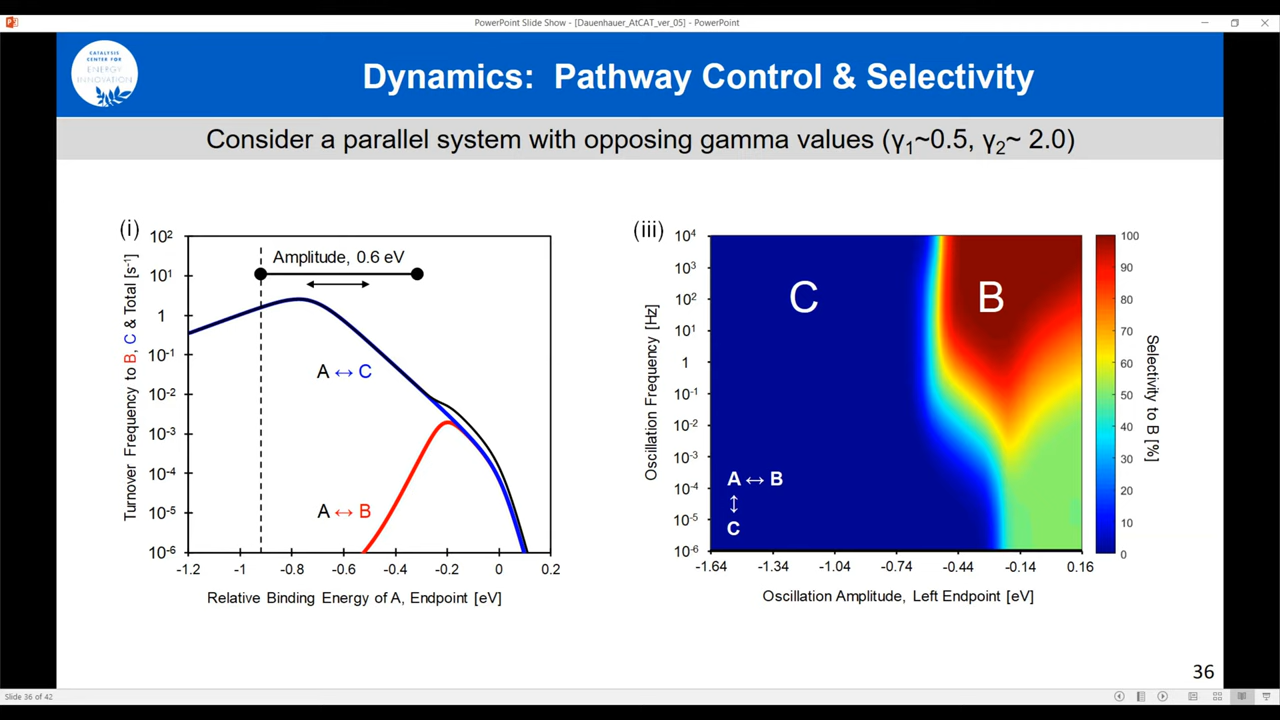 PowerPoint Slide Show - [Dauenhauer_AtCAT_ver_05] - PowerPoint
CATALYSIS
CENTER FOR
ENERGY
INNOVATION
Dynamics: Pathway Control & Selectivity
Consider a parallel system with opposing gamma values (γ₁~0.5, γ₂~ 2.0)
(i)
Turnover Frequency to B, C & Total [s⁻¹]
10²
10¹
1
10⁻¹
10⁻²
10⁻³
10⁻⁴
10⁻⁵
10⁻⁶
Amplitude, 0.6 eV
A ↔ C
A ↔ B
-1.2 -1 -0.8 -0.6 -0.4 -0.2 0 0.2
Relative Binding Energy of A, Endpoint [eV]
(iii)
Oscillation Frequency [Hz]
10⁴
10³
10²
10¹
1
10⁻¹
10⁻²
10⁻³
10⁻⁴
10⁻⁵
10⁻⁶
C B
A ↔ B
↕
C
-1.64 -1.34 -1.04 -0.74 -0.44 -0.14 0.16
Oscillation Amplitude, Left Endpoint [eV]
100
90
80
70
60
50
40
30
20
10
0
Selectivity to B [%]
36
Slide 36 of 42